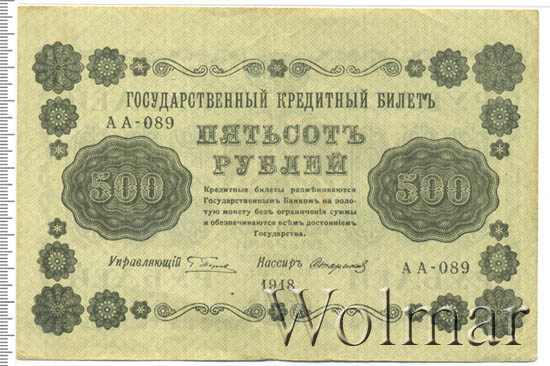 ГОСУДАРСТВЕННЫЙ КРЕДИТНЫЙ БИЛЕТЪ
АА-089
ПЯТЬСОТЪ
РУБЛЕЙ
500
500
Кредитные билеты размѣниваются
Государственнымъ Банкомъ на золо-
тую монету безъ ограниченія суммы
и обезпечиваются всѣмъ достояніемъ
Государства.
Управляющій
Кассиръ
АА-089
1918
Wolmar